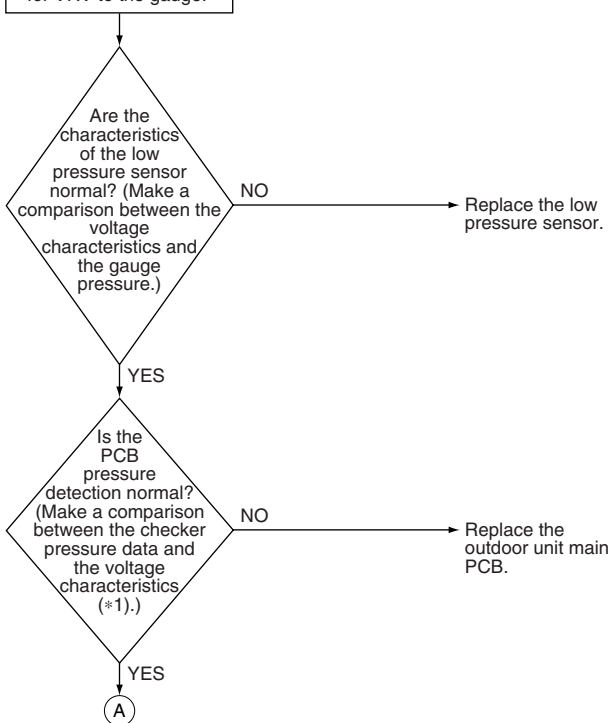 for VRV to the gauge.
Are the
characteristics
of the low
pressure sensor
normal? (Make a
comparison between the
voltage
characteristics and
the gauge
pressure.)
NO
Replace the low
pressure sensor.
YES
Is the
PCB
pressure
detection normal?
(Make a comparison
between the checker
pressure data and
the voltage
characteristics
(*1).)
NO
Replace the
outdoor unit main
PCB.
YES
A